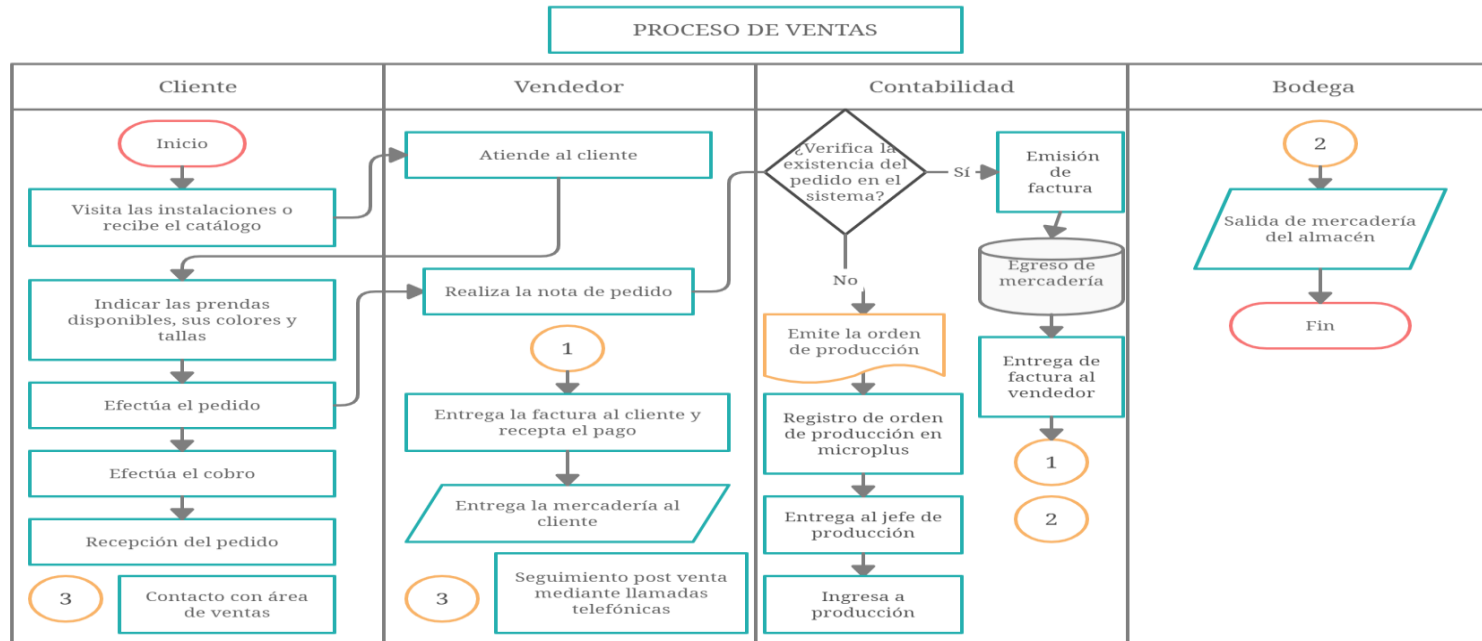 PROCESO DE VENTAS
Cliente
Vendedor
Contabilidad
Bodega
Inicio
Visita las instalaciones o
recibe el catálogo
Indicar las prendas
disponibles, sus colores y
tallas
Efectúa el pedido
Efectúa el cobro
Recepción del pedido
3
Contacto con área
de ventas
Atiende al cliente
Realiza la nota de pedido
1
Entrega la factura al cliente y
recepta el pago
Entrega la mercadería al
cliente
3
Seguimiento post venta
mediante llamadas
telefónicas
¿Verifica la
existencia del
pedido en el
sistema?
Sí
No
Emite la orden
de producción
Registro de orden
de producción en
microplus
Entrega al jefe de
producción
Ingresa a
producción
Emisión
de
factura
Egreso de
mercadería
Entrega de
factura al
vendedor
1
2
2
Salida de mercadería
del almacén
Fin